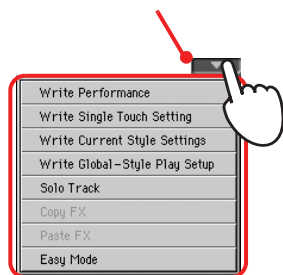 Write Performance
Write Single Touch Setting
Write Current Style Settings
Write Global-Style Play Setup
Solo Track
Copy FX
Paste FX
Easy Mode